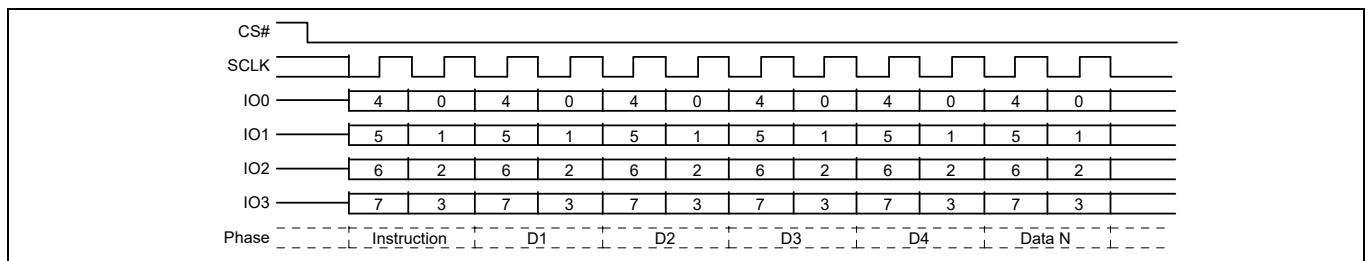 CS#
SCLK
IO0 4 0 4 0 4 0 4 0 4 0 4 0
IO1 5 1 5 1 5 1 5 1 5 1 5 1
IO2 6 2 6 2 6 2 6 2 6 2 6 2
IO3 7 3 7 3 7 3 7 3 7 3 7 3
Phase Instruction D1 D2 D3 D4 Data N